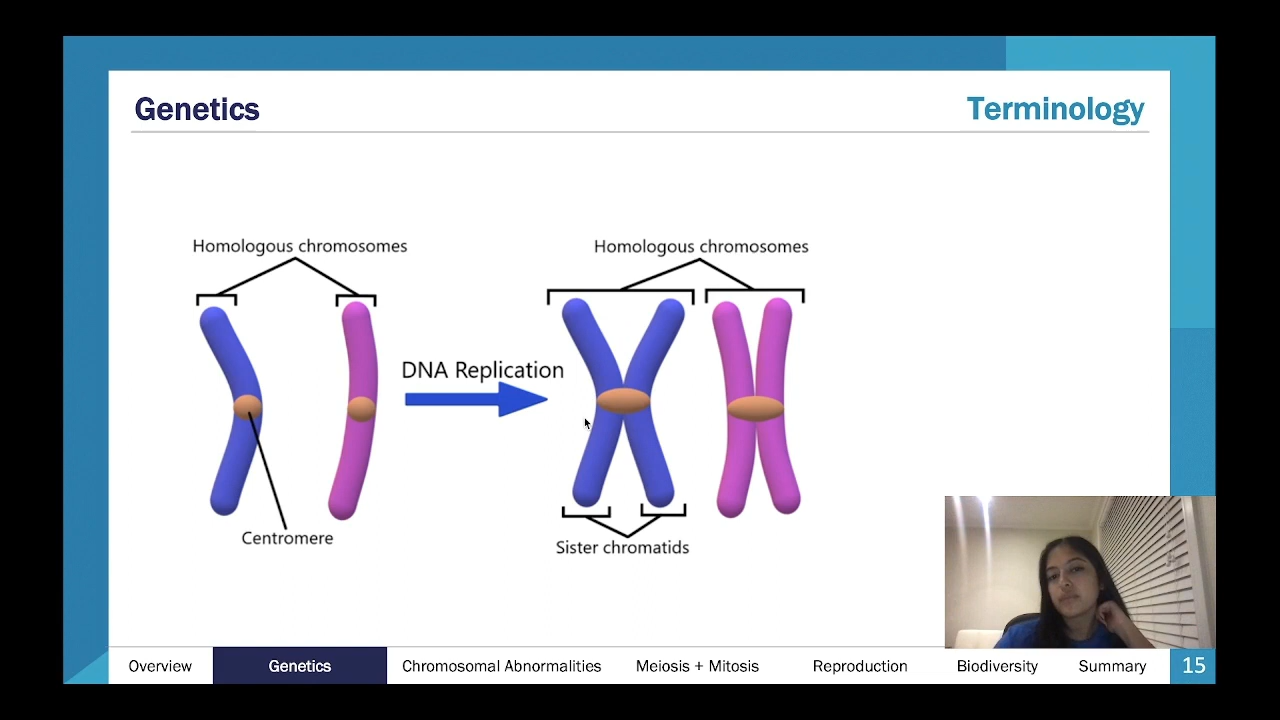 Genetics
Terminology
Homologous chromosomes
Homologous chromosomes
DNA Replication
Centromere
Sister chromatids
Overview
Genetics
Chromosomal Abnormalities
Meiosis + Mitosis
Reproduction
Biodiversity
Summary
15